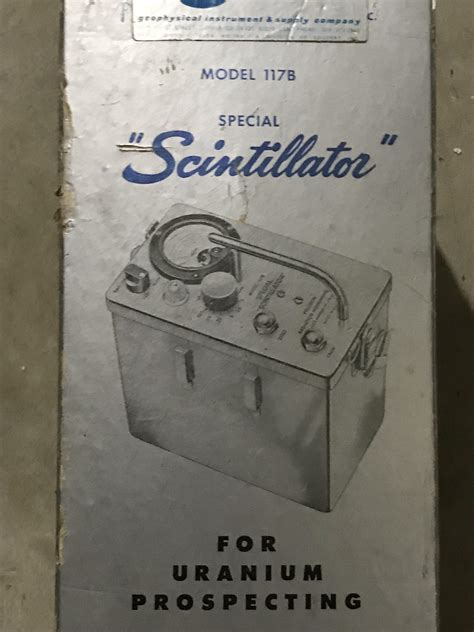 geophysical instrument & supply company
C.
MODEL 117B
SPECIAL
"Scintillator"
FOR
URANIUM
PROSPECTING